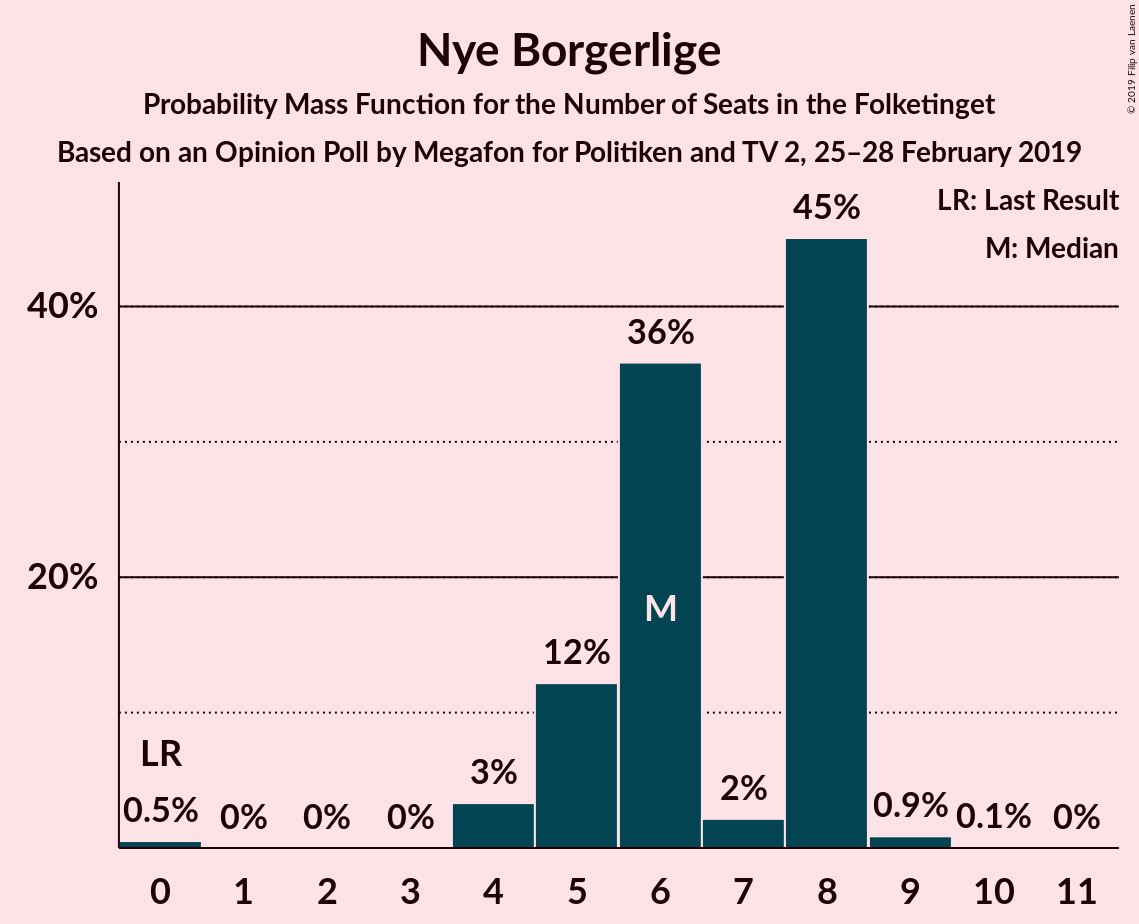 Nye Borgerlige
Probability Mass Function for the Number of Seats in the Folketinget
Based on an Opinion Poll by Megafon for Politiken and TV 2, 25–28 February 2019
© 2019 Filip van Laenen
LR: Last Result
M: Median
45%
40%
36%
20%
M
12%
LR
3%
2%
0.5% 0% 0% 0% 0.9% 0.1% 0%
0 1 2 3 4 5 6 7 8 9 10 11